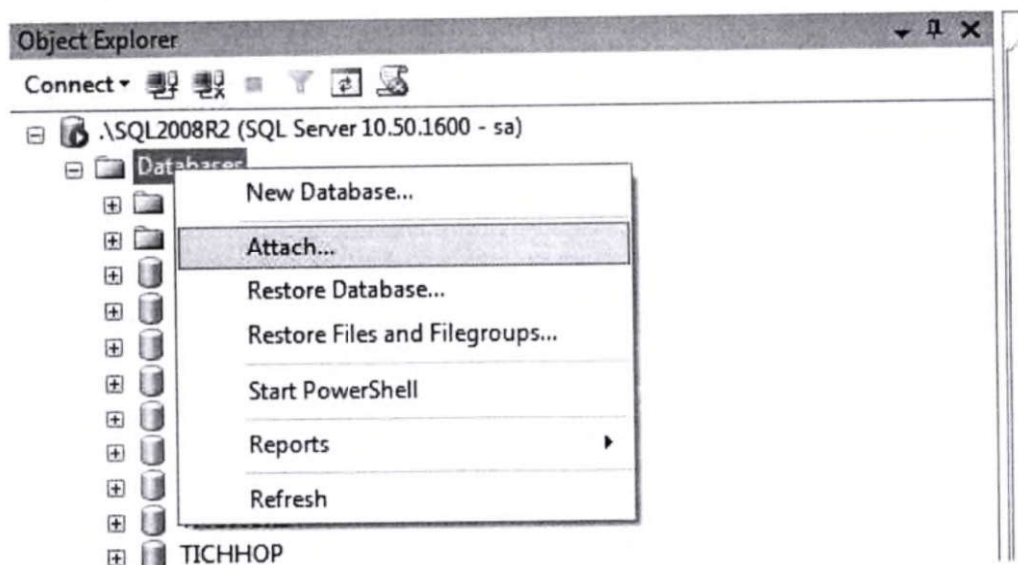 Object Explorer
Connect
.\SQL2008R2 (SQL Server 10.50.1600 - sa)
Databases
New Database...
Attach...
Restore Database...
Restore Files and Filegroups...
Start PowerShell
Reports
Refresh
TICHHOP